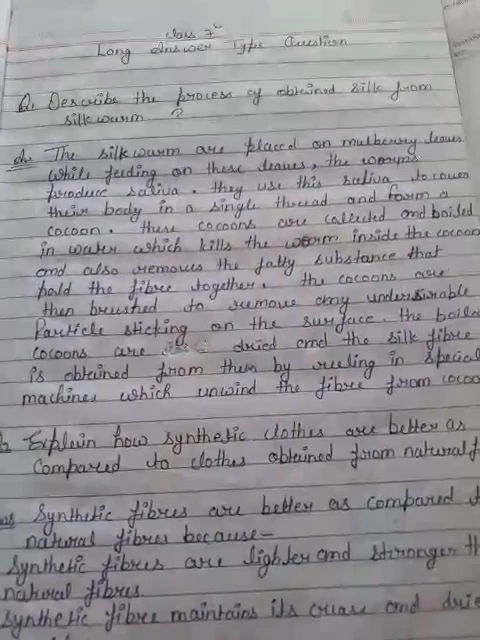 Class 7th
Long Answer Type Question
Q. Describe the process of obtained silk from
silkworm ?
Ans The silkworm are placed on mulberry leaves.
while feeding on these leaves, the worms
produce saliva. they use this saliva to cover
their body in a single thread and form a
cocoon. these cocoons are collected and boiled
in water which kills the worm inside the cocoon
and also removes the fatty substance that
hold the fibre together. the cocoons are
then brushed to remove any undersirable
Particle sticking on the surface. the boiled
cocoons are dried and the silk fibre
is obtained from them by reeling in special
machines which unwind the fibre from cocoo
Explain how synthetic clothes are better as
Compared to clothes obtained from natural f
Synthetic fibres are better as compared t
natural fibres because-
Synthetic fibres are lighter and stronger th
natural fibres
synthetic fibre maintains its crease and drie